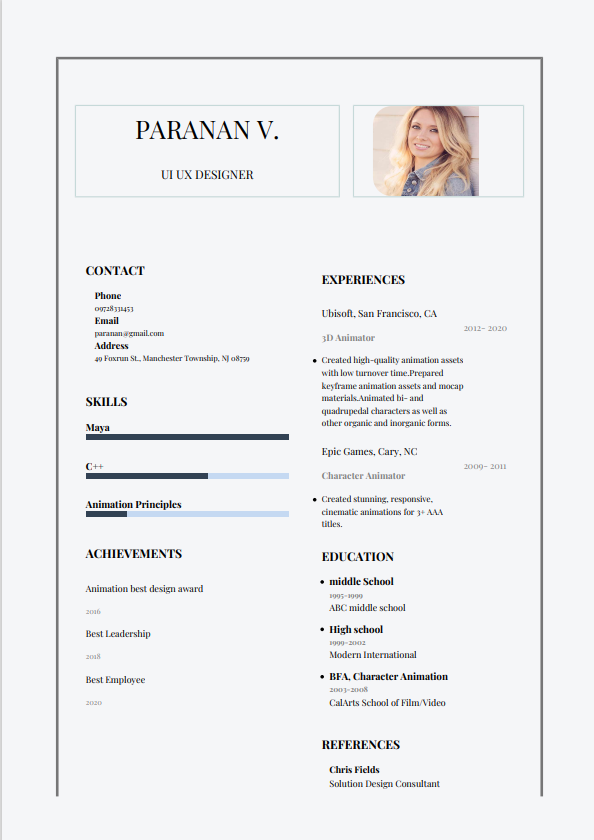 PARANAN V.
UI UX DESIGNER
CONTACT
Phone
09728331453
Email
paranan@gmail.com
Address
49 Foxrun St., Manchester Township, NJ 08759
SKILLS
Maya
C++
Animation Principles
ACHIEVEMENTS
Animation best design award
2016
Best Leadership
2018
Best Employee
2020
EXPERIENCES
Ubisoft, San Francisco, CA
2012- 2020
3D Animator
Created high-quality animation assets
with low turnover time.Prepared
keyframe animation assets and mocap
materials.Animated bi- and
quadrupedal characters as well as
other organic and inorganic forms.
Epic Games, Cary, NC
2009- 2011
Character Animator
Created stunning, responsive,
cinematic animations for 3+ AAA
titles.
EDUCATION
middle School
1995-1999
ABC middle school
High school
1999-2002
Modern International
BFA, Character Animation
2003-2008
CalArts School of Film/Video
REFERENCES
Chris Fields
Solution Design Consultant